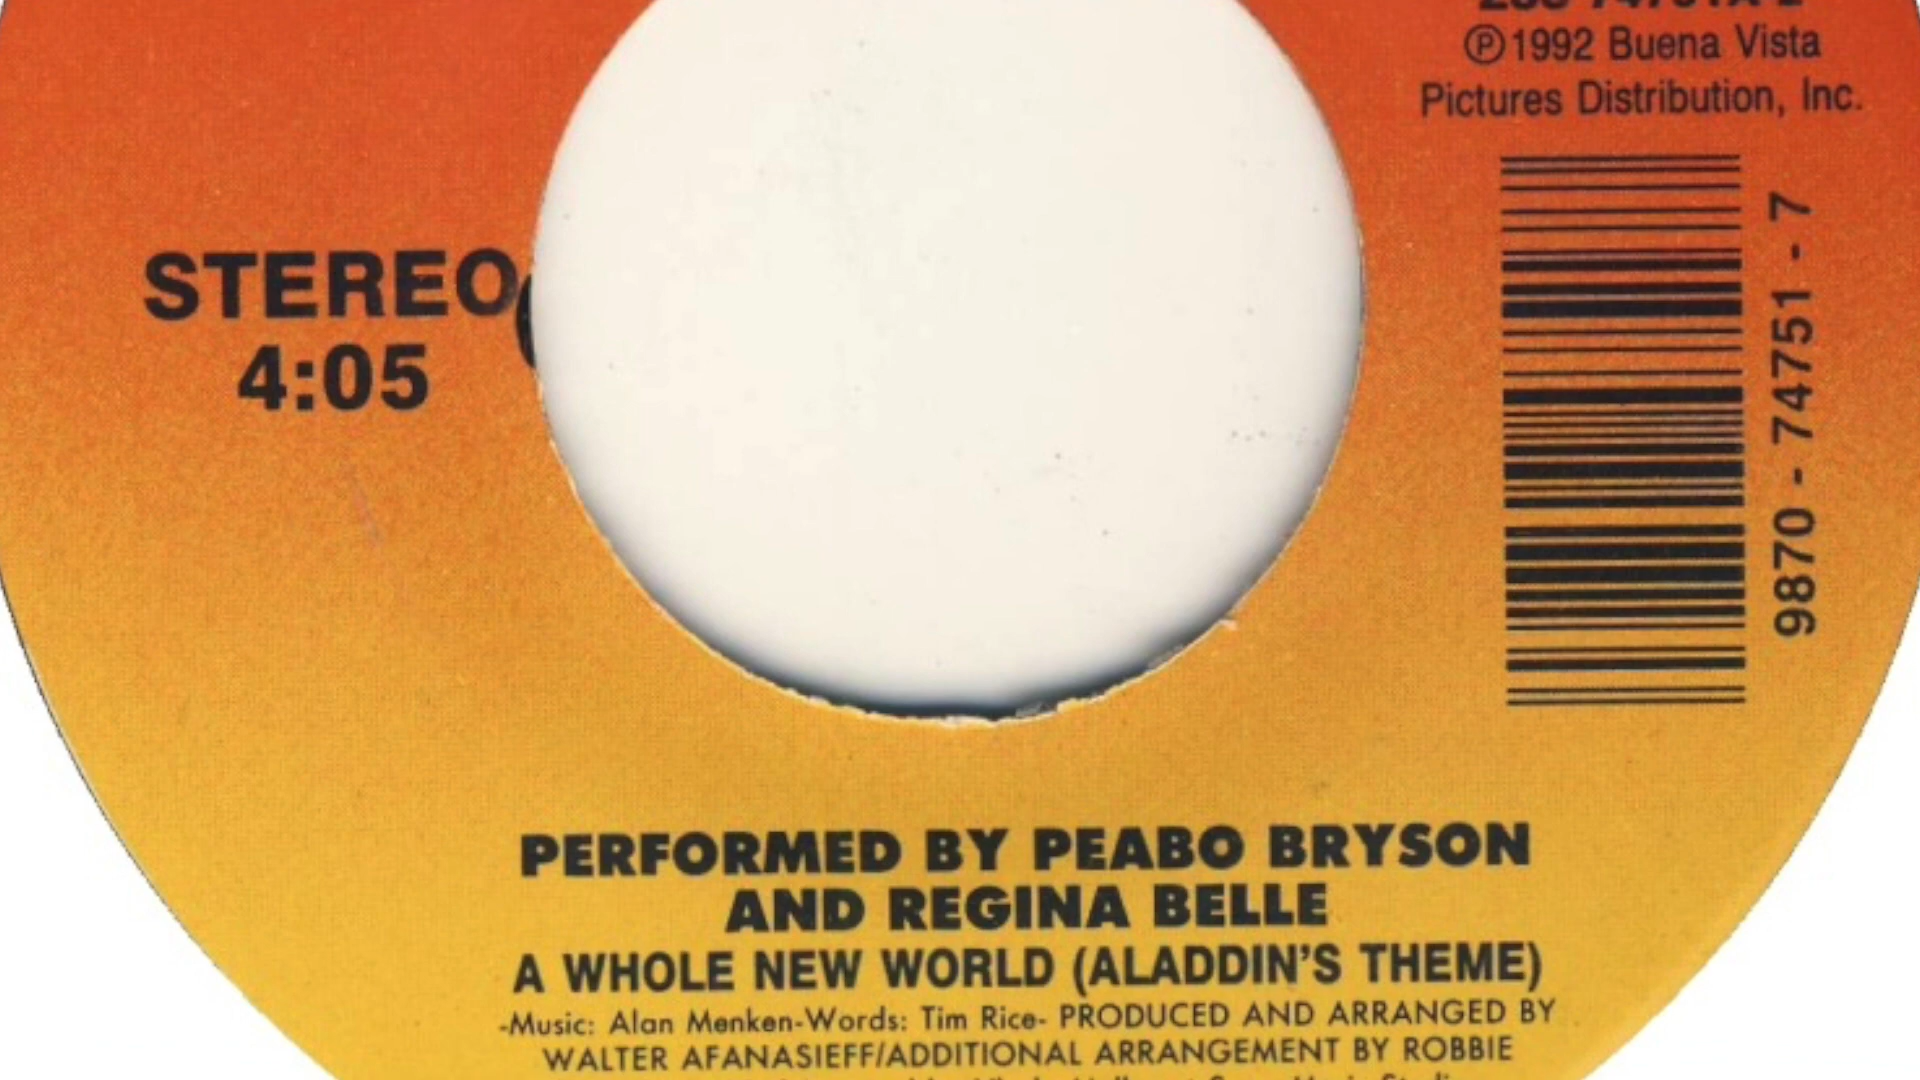 Ⓟ1992 Buena Vista
Pictures Distribution, Inc.
STEREO
4:05
9870 - 74751 - 7
PERFORMED BY PEABO BRYSON
AND REGINA BELLE
A WHOLE NEW WORLD (ALADDIN'S THEME)
-Music: Alan Menken-Words: Tim Rice- PRODUCED AND ARRANGED BY
WALTER AFANASIEFF/ADDITIONAL ARRANGEMENT BY ROBBIE